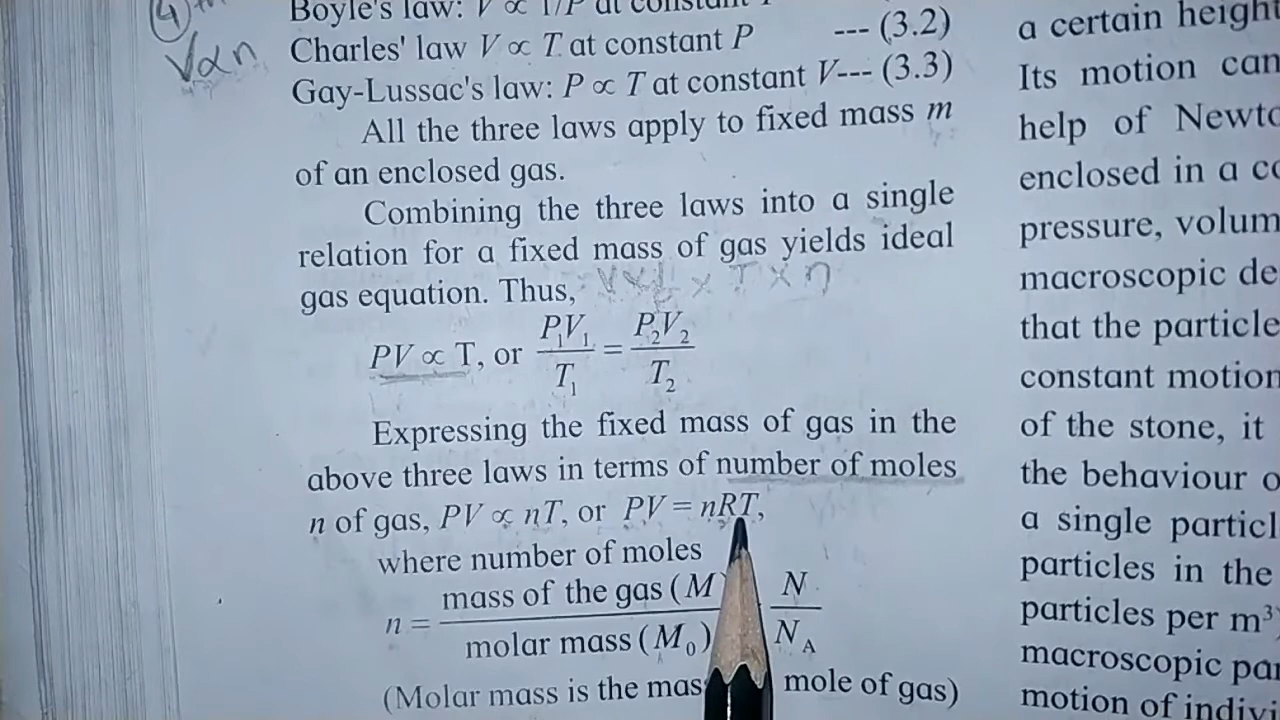 ④
V∝n
Boyle's law: V ∝ 1/P at constant
Charles' law V ∝ T at constant P --- (3.2)
Gay-Lussac's law: P ∝ T at constant V--- (3.3)
All the three laws apply to fixed mass m
of an enclosed gas.
Combining the three laws into a single
relation for a fixed mass of gas yields ideal
gas equation. Thus,
PV ∝ T, or P₁V₁/T₁ = P₂V₂/T₂
Expressing the fixed mass of gas in the
above three laws in terms of number of moles
n of gas, PV ∝ nT, or PV = nRT,
where number of moles
n = mass of the gas (M / molar mass (M₀) N/N_A
(Molar mass is the mas mole of gas)
a certain height
Its motion can
help of Newto
enclosed in a co
pressure, volum
macroscopic de
that the particle
constant motion
of the stone, it
the behaviour o
a single particl
particles in the
particles per m³
macroscopic par
motion of indivi